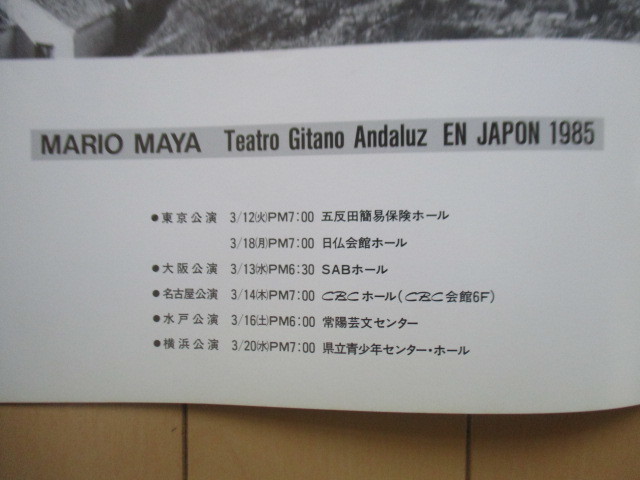 MARIO MAYA Teatro Gitano Andaluz EN JAPON 1985
●東京公演 3/12㈫PM7:00 五反田簡易保険ホール
3/18㈪PM7:00 日仏会館ホール
●大阪公演 3/13㈬PM6:30 SABホール
●名古屋公演 3/14㈭PM7:00 CBCホール(CBC会館6F)
●水戸公演 3/16㈯PM6:00 常陽芸文センター
●横浜公演 3/20㈬PM7:00 県立青少年センター・ホール